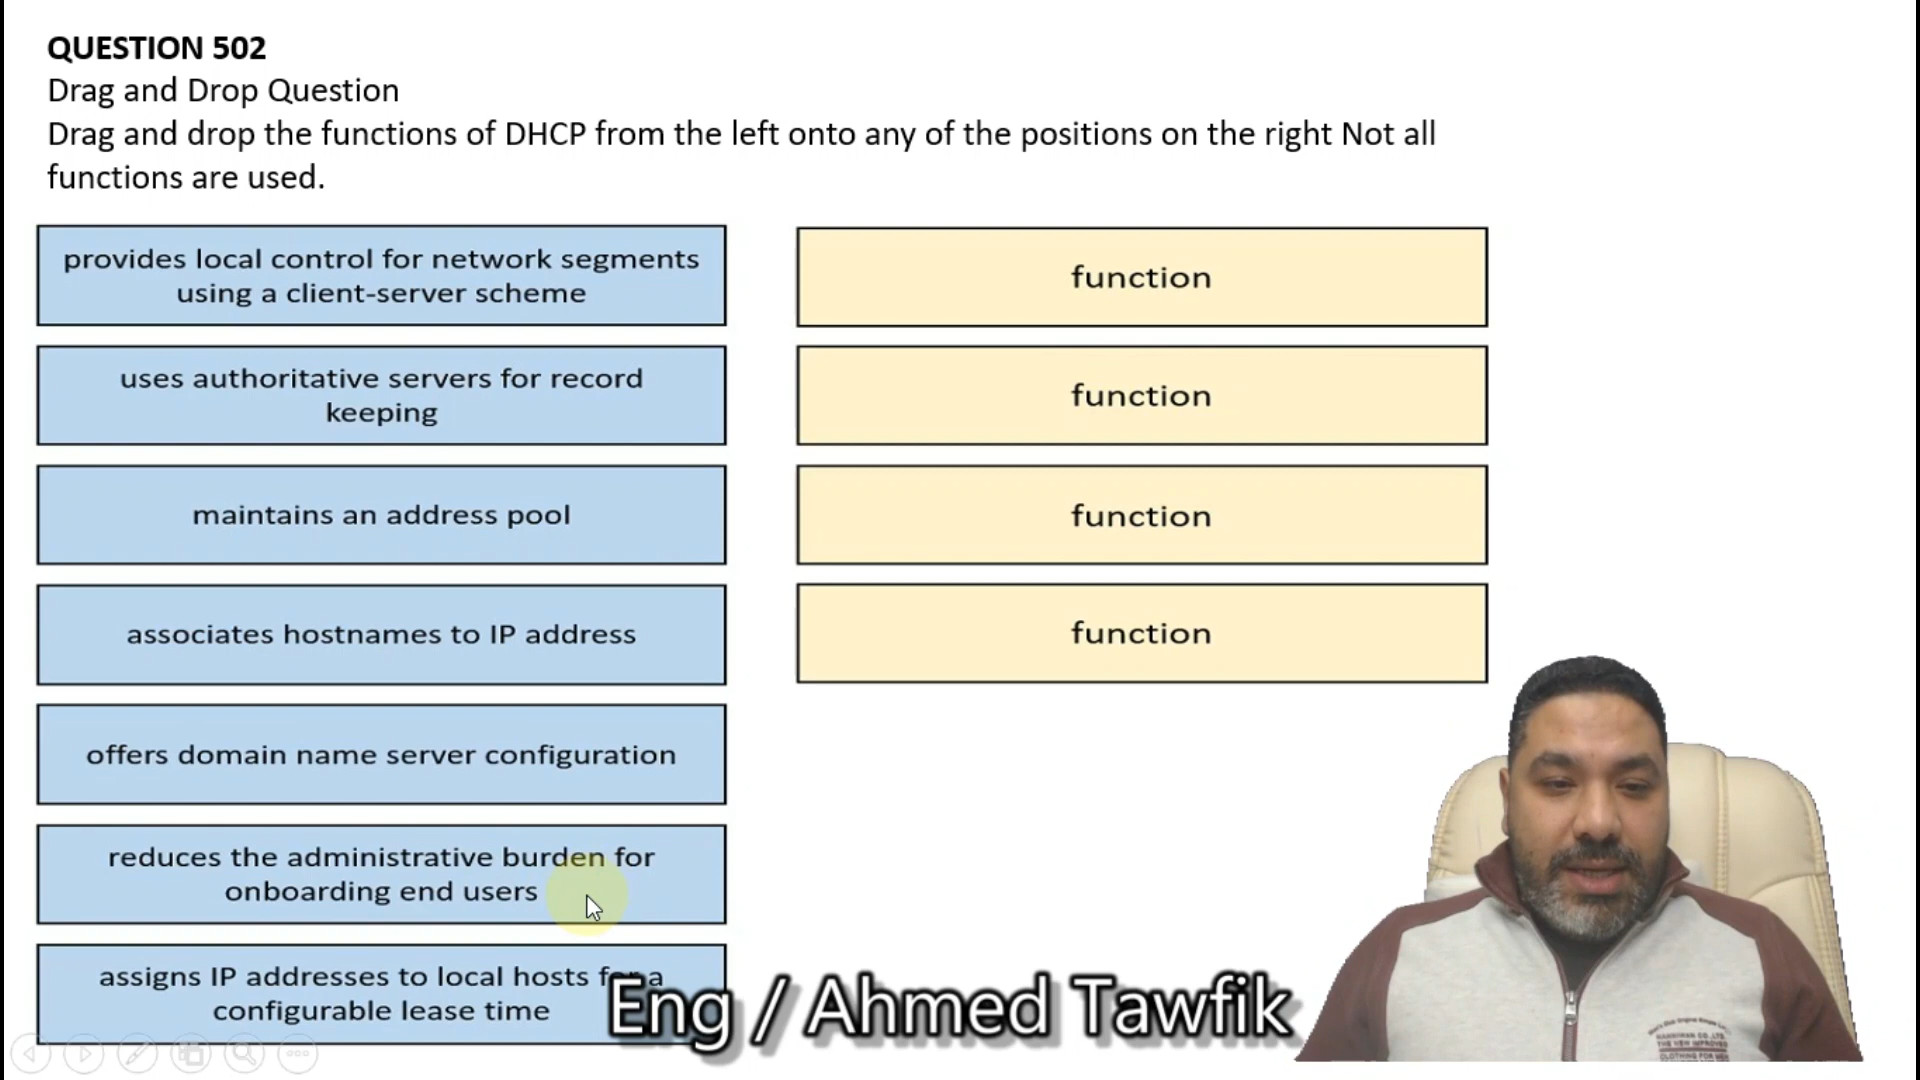 QUESTION 502
Drag and Drop Question
Drag and drop the functions of DHCP from the left onto any of the positions on the right Not all
functions are used.
provides local control for network segments
using a client-server scheme
function
uses authoritative servers for record
keeping
function
maintains an address pool
function
associates hostnames to IP address
function
offers domain name server configuration
reduces the administrative burden for
onboarding end users
assigns IP addresses to local hosts for a
configurable lease time
Eng / Ahmed Tawfik